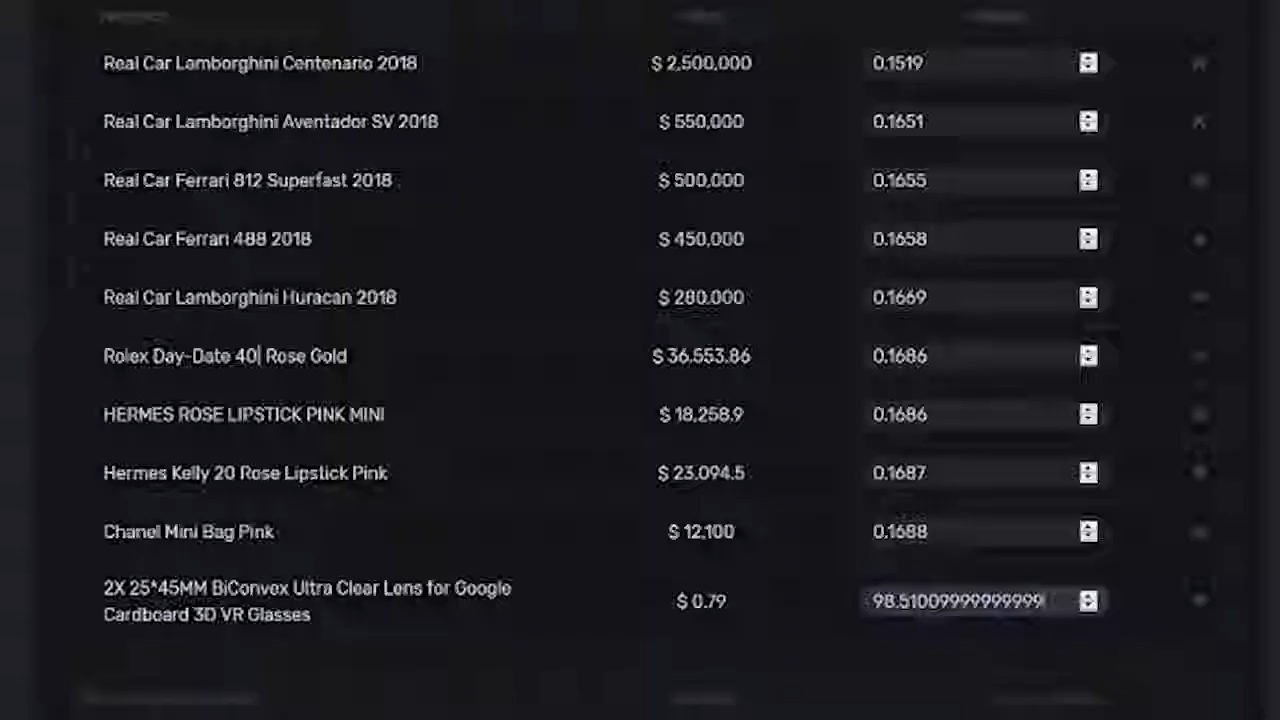 Real Car Lamborghini Centenario 2018 $ 2,500,000 0.1519
Real Car Lamborghini Aventador SV 2018 $ 550,000 0.1651
Real Car Ferrari 812 Superfast 2018 $ 500,000 0.1655
Real Car Ferrari 488 2018 $ 450,000 0.1658
Real Car Lamborghini Huracan 2018 $ 280,000 0.1669
Rolex Day-Date 40| Rose Gold $ 36,553.86 0.1686
HERMES ROSE LIPSTICK PINK MINI $ 18,258.9 0.1686
Hermes Kelly 20 Rose Lipstick Pink $ 23,094.5 0.1687
Chanel Mini Bag Pink $ 12,100 0.1688
2X 25*45MM BiConvex Ultra Clear Lens for Google
Cardboard 3D VR Glasses $ 0.79 98.51009999999999